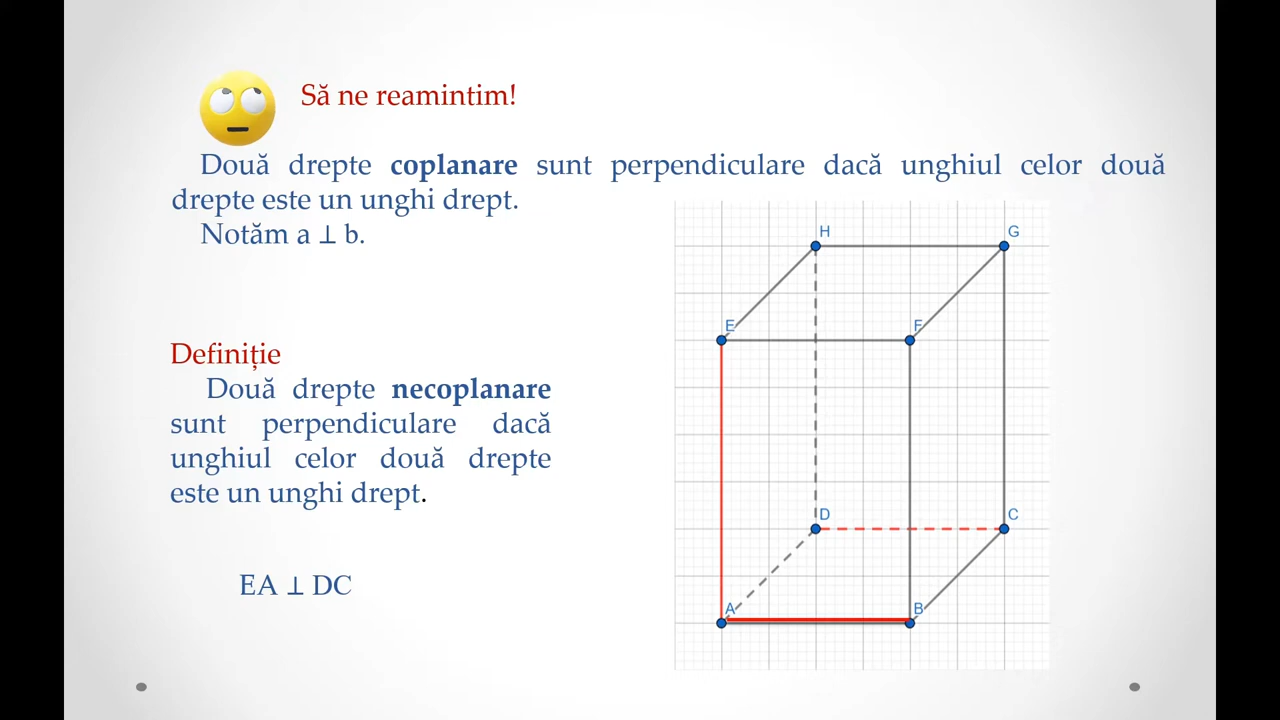 Să ne reamintim!
Două drepte coplanare sunt perpendiculare dacă unghiul celor două
drepte este un unghi drept.
Notăm a ⊥ b.
Definiție
Două drepte necoplanare
sunt perpendiculare dacă
unghiul celor două drepte
este un unghi drept.
EA ⊥ DC
H
G
E
F
D
C
A
B